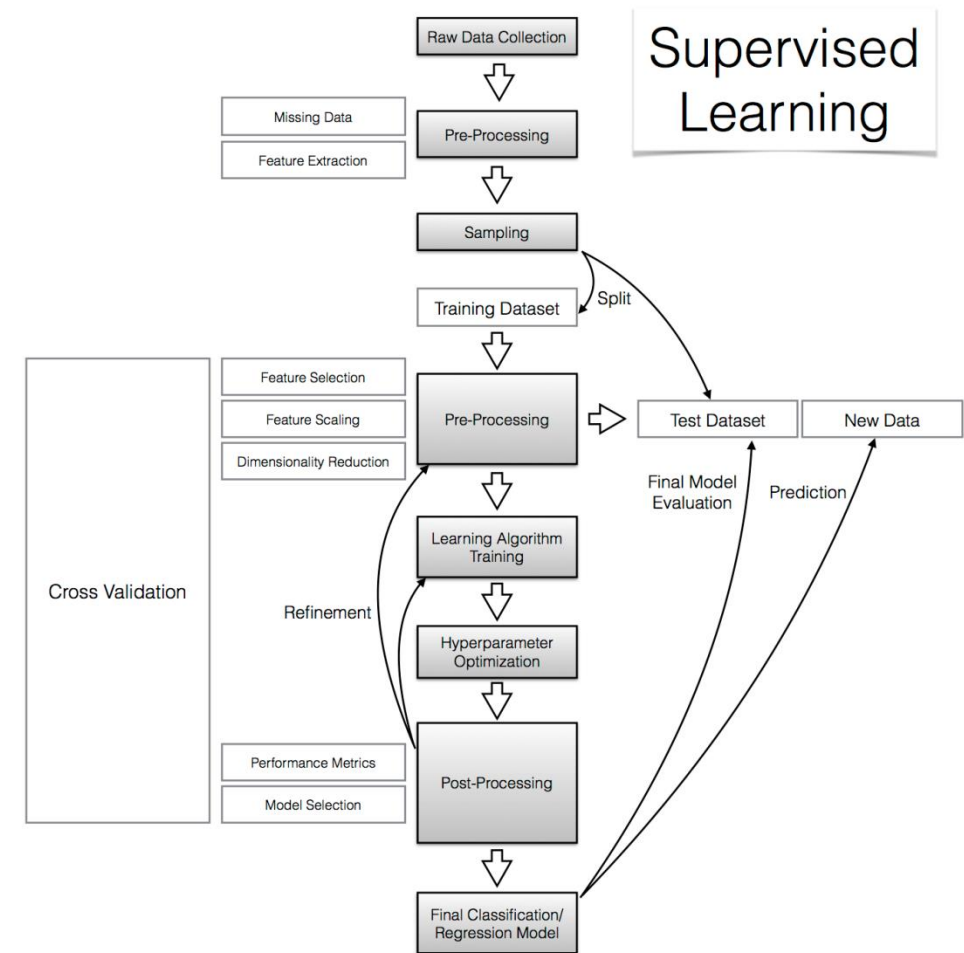 Raw Data Collection
Supervised
Learning
Missing Data
Pre-Processing
Feature Extraction
Sampling
Split
Training Dataset
Feature Selection
Feature Scaling
Pre-Processing
Dimensionality Reduction
Test Dataset
New Data
Final Model
Evaluation
Prediction
Learning Algorithm
Training
Cross Validation
Refinement
Hyperparameter
Optimization
Performance Metrics
Post-Processing
Model Selection
Final Classification/
Regression Model